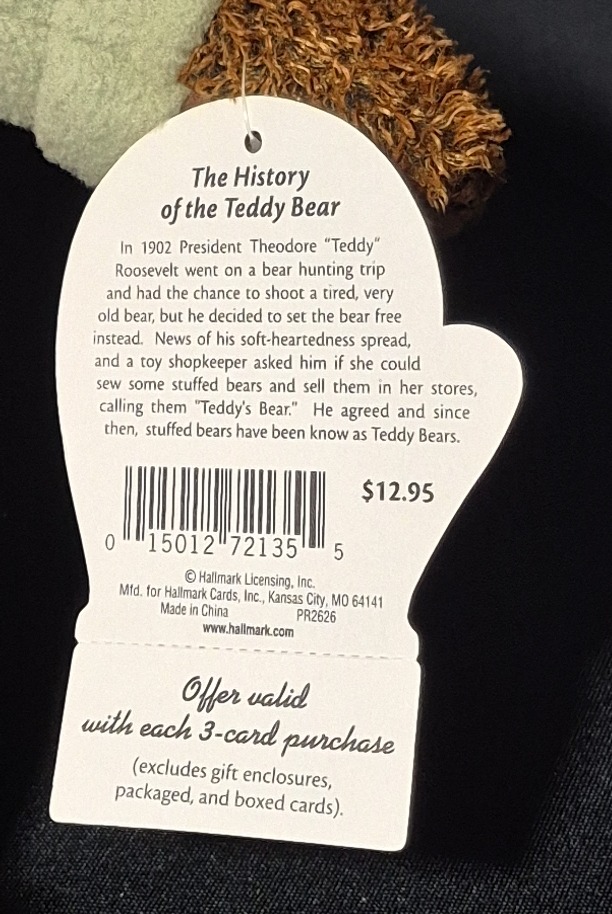 The History
of the Teddy Bear
In 1902 President Theodore "Teddy"
Roosevelt went on a bear hunting trip
and had the chance to shoot a tired, very
old bear, but he decided to set the bear free
instead. News of his soft-heartedness spread,
and a toy shopkeeper asked him if she could
sew some stuffed bears and sell them in her stores,
calling them "Teddy's Bear." He agreed and since
then, stuffed bears have been know as Teddy Bears.
$12.95
0 15012 72135 5
© Hallmark Licensing, Inc.
Mfd. for Hallmark Cards, Inc., Kansas City, MO 64141
Made in China PR2626
www.hallmark.com
Offer valid
with each 3-card purchase
(excludes gift enclosures,
packaged, and boxed cards).